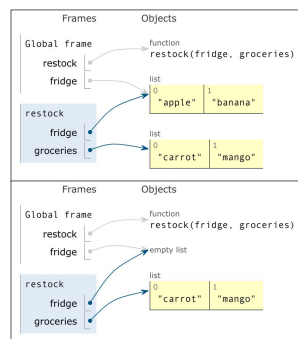 Frames Objects
Global frame
restock
fridge
function
restock(fridge, groceries)
list
0 1
"apple" "banana"
restock
fridge
groceries
list
0 1
"carrot" "mango"
Frames Objects
Global frame
restock
fridge
function
restock(fridge, groceries)
empty list
restock
fridge
groceries
list
0 1
"carrot" "mango"